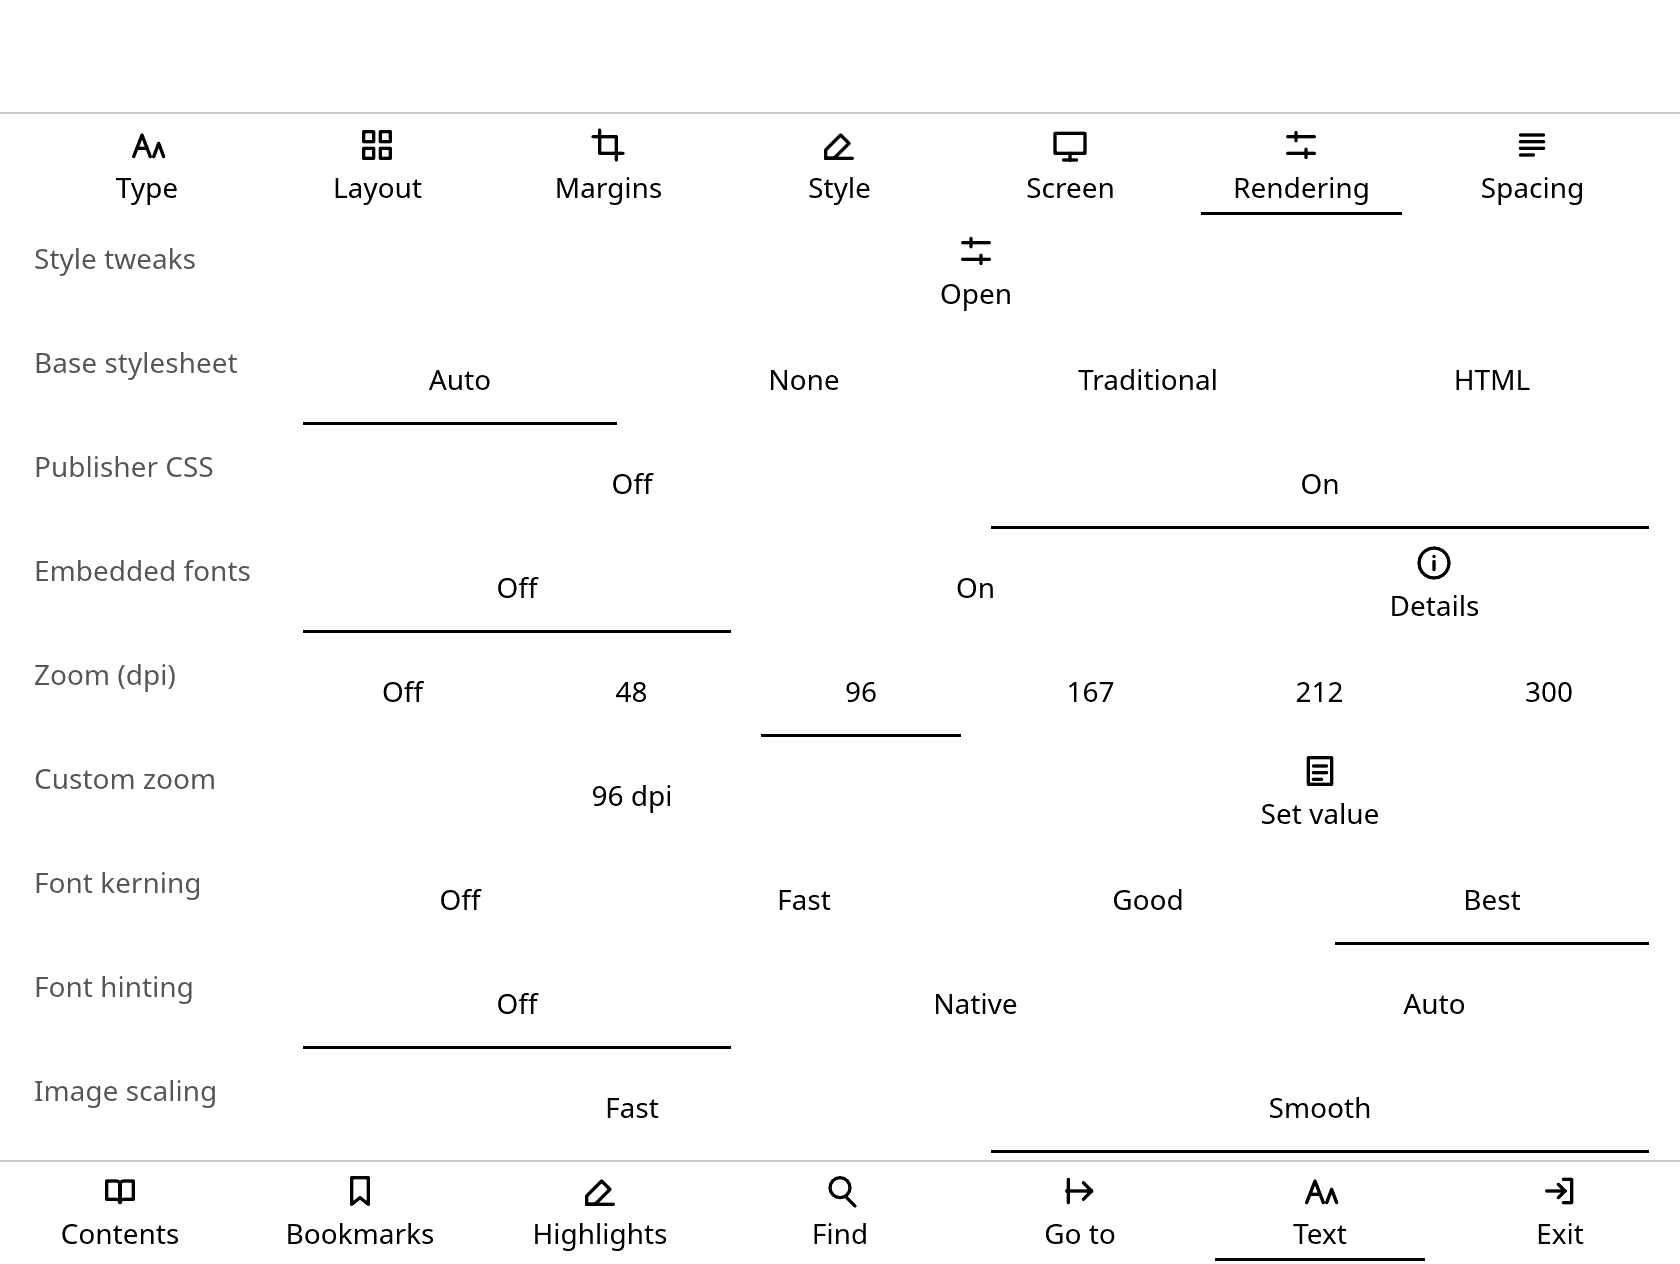 Type Layout Margins Style Screen Rendering Spacing
Style tweaks Open
Base stylesheet Auto None Traditional HTML
Publisher CSS Off On
Embedded fonts Off On Details
Zoom (dpi) Off 48 96 167 212 300
Custom zoom 96 dpi Set value
Font kerning Off Fast Good Best
Font hinting Off Native Auto
Image scaling Fast Smooth
Contents Bookmarks Highlights Find Go to Text Exit